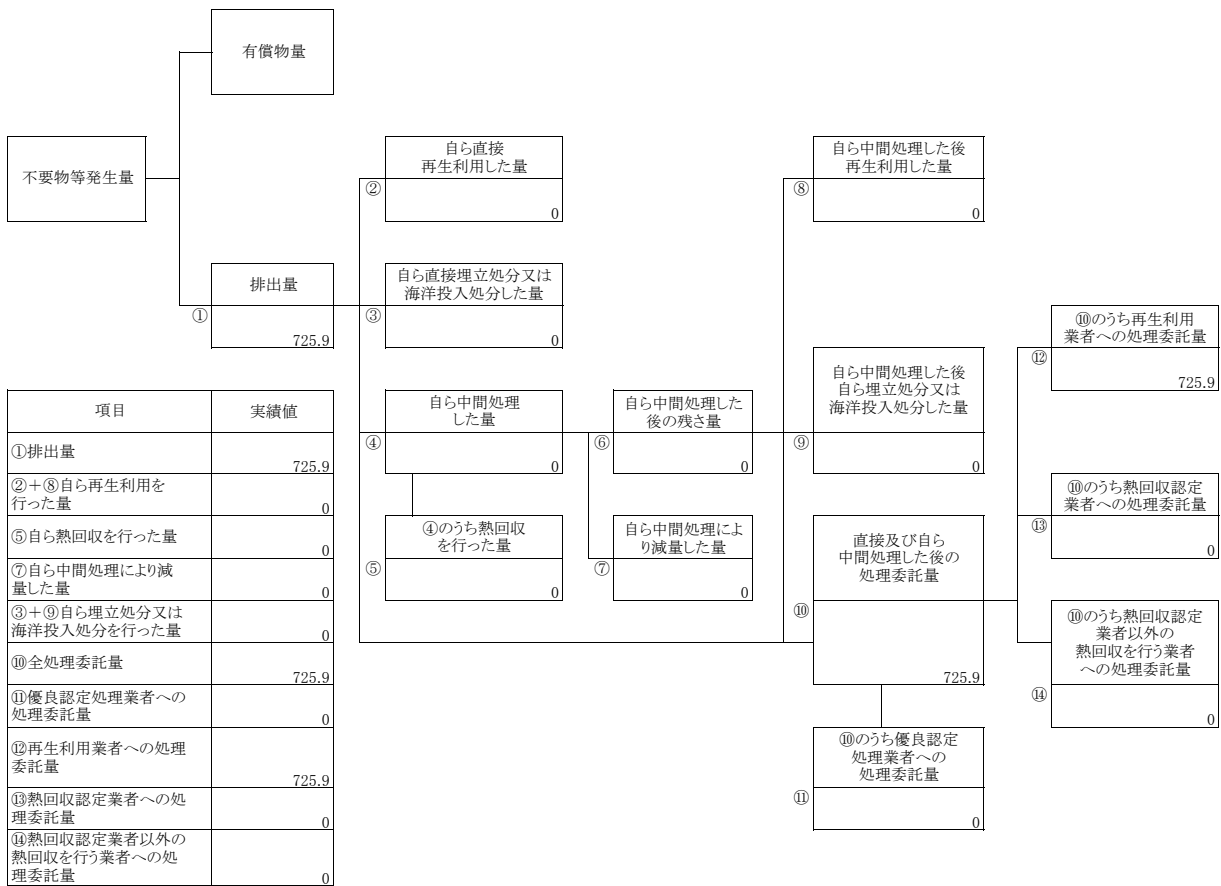 有償物量
不要物等発生量
自ら直接
再生利用した量
②
0
自ら中間処理した後
再生利用した量
⑧
0
排出量
①
725.9
自ら直接埋立処分又は
海洋投入処分した量
③
0
⑩のうち再生利用
業者への処理委託量
⑫
725.9
自ら中間処理
した量
④
0
自ら中間処理した
後の残さ量
⑥
0
自ら中間処理した後
自ら埋立処分又は
海洋投入処分した量
⑨
0
⑩のうち熱回収認定
業者への処理委託量
⑬
0
④のうち熱回収
を行った量
⑤
0
自ら中間処理によ
り減量した量
⑦
0
直接及び自ら
中間処理した後の
処理委託量
⑩
725.9
⑩のうち熱回収認定
業者以外の
熱回収を行う業者
への処理委託量
⑭
0
⑩のうち優良認定
処理業者への
処理委託量
⑪
0
項目 実績値
①排出量
725.9
②+⑧自ら再生利用を
行った量 0
⑤自ら熱回収を行った量
0
⑦自ら中間処理により減
量した量 0
③+⑨自ら埋立処分又は
海洋投入処分を行った量 0
⑩全処理委託量
725.9
⑪優良認定処理業者への
処理委託量 0
⑫再生利用業者への処理
委託量
725.9
⑬熱回収認定業者への処
理委託量 0
⑭熱回収認定業者以外の
熱回収を行う業者への処
理委託量 0